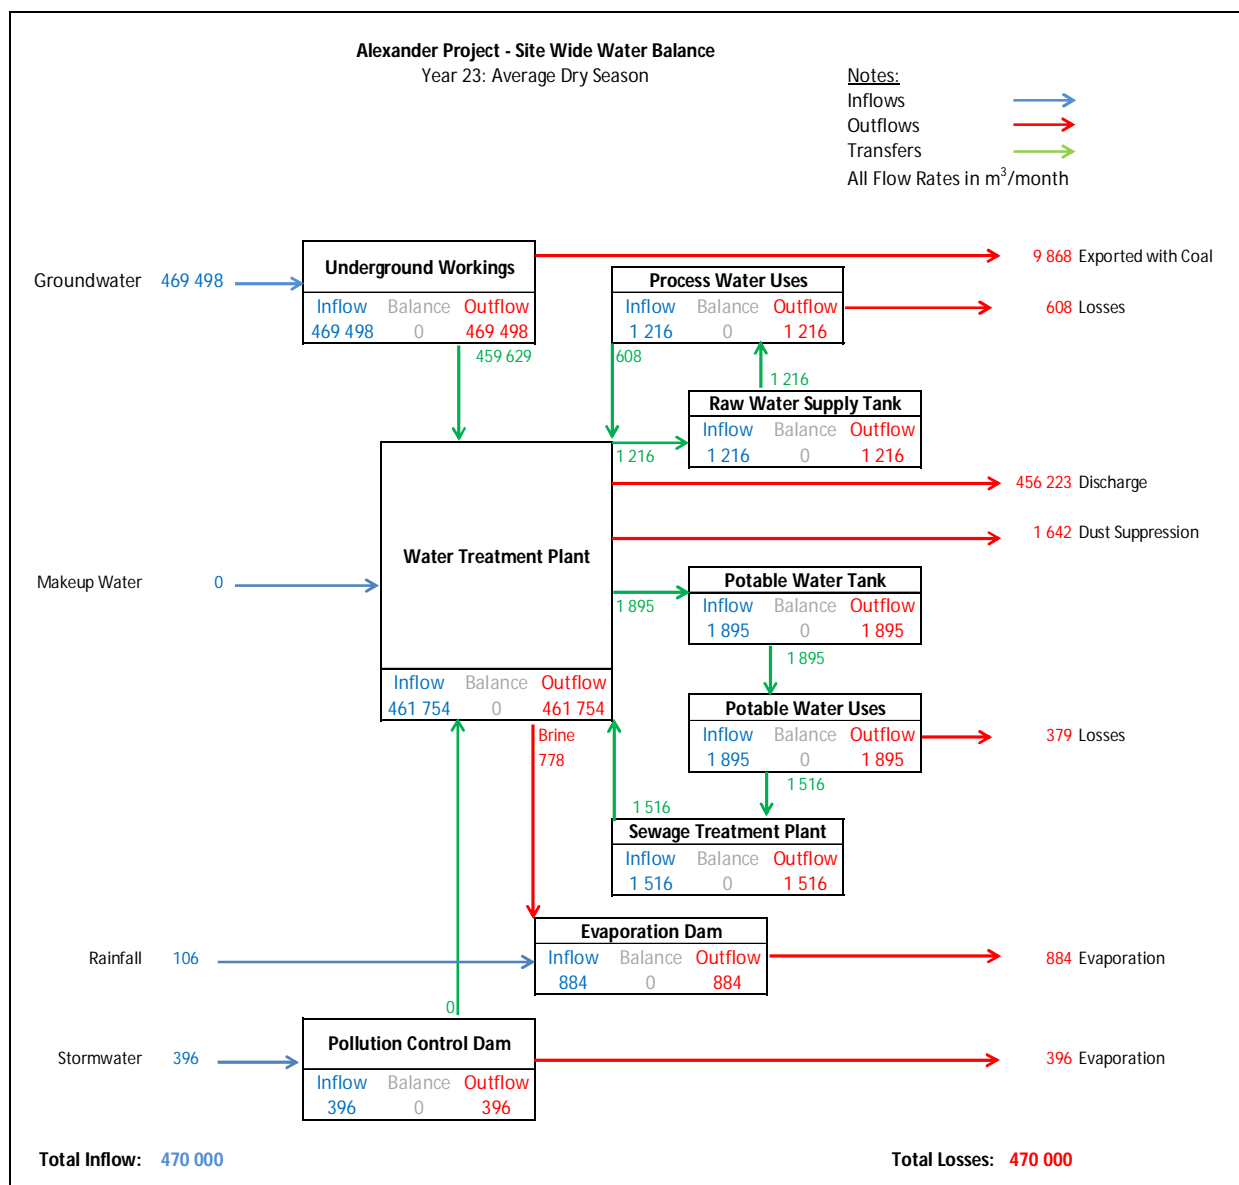 Alexander Project - Site Wide Water Balance
Year 23: Average Dry Season
Notes:
Inflows
Outflows
Transfers
All Flow Rates in m³/month
Groundwater 469 498
Underground Workings
Inflow Balance Outflow
469 498 0 469 498
459 629
9 868 Exported with Coal
Process Water Uses
Inflow Balance Outflow
1 216 0 1 216
608 Losses
608
1 216
Raw Water Supply Tank
Inflow Balance Outflow
1 216 0 1 216
1 216
456 223 Discharge
1 642 Dust Suppression
Water Treatment Plant
Makeup Water 0
Inflow Balance Outflow
461 754 0 461 754
1 895
Potable Water Tank
Inflow Balance Outflow
1 895 0 1 895
1 895
Potable Water Uses
Inflow Balance Outflow
1 895 0 1 895
379 Losses
1 516
Brine
778
1 516
Sewage Treatment Plant
Inflow Balance Outflow
1 516 0 1 516
Rainfall 106
Evaporation Dam
Inflow Balance Outflow
884 0 884
884 Evaporation
0
Stormwater 396
Pollution Control Dam
Inflow Balance Outflow
396 0 396
396 Evaporation
Total Inflow: 470 000
Total Losses: 470 000